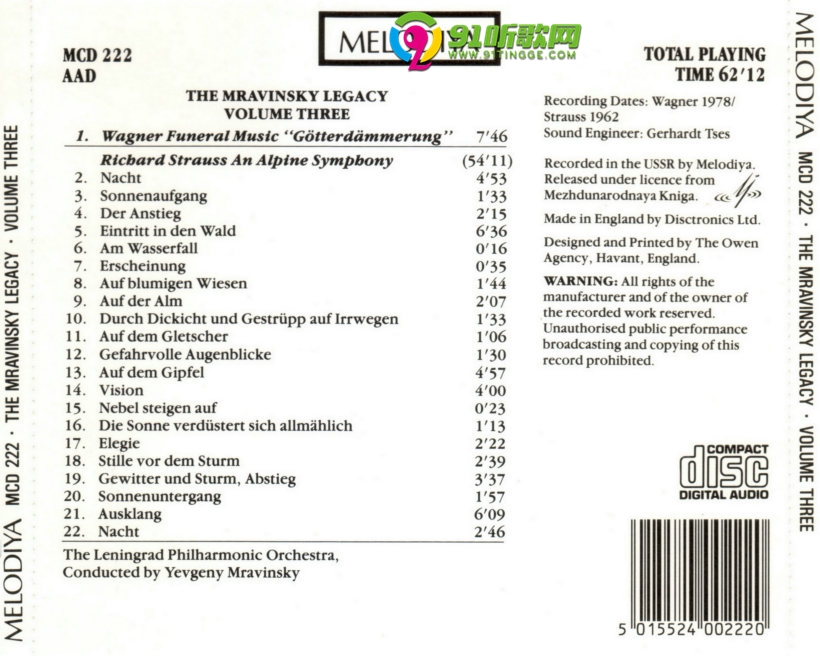 MELODIYA
91听歌网
WWW.91TINGGE.COM
MCD 222
AAD
THE MRAVINSKY LEGACY
VOLUME THREE
1. Wagner Funeral Music "Götterdämmerung" 7'46
Richard Strauss An Alpine Symphony (54'11)
2. Nacht 4'53
3. Sonnenaufgang 1'33
4. Der Anstieg 2'15
5. Eintritt in den Wald 6'36
6. Am Wasserfall 0'16
7. Erscheinung 0'35
8. Auf blumigen Wiesen 1'44
9. Auf der Alm 2'07
10. Durch Dickicht und Gestrüpp auf Irrwegen 1'33
11. Auf dem Gletscher 1'06
12. Gefahrvolle Augenblicke 1'30
13. Auf dem Gipfel 4'57
14. Vision 4'00
15. Nebel steigen auf 0'23
16. Die Sonne verdüstert sich allmählich 1'13
17. Elegie 2'22
18. Stille vor dem Sturm 2'39
19. Gewitter und Sturm, Abstieg 3'37
20. Sonnenuntergang 1'57
21. Ausklang 6'09
22. Nacht 2'46
The Leningrad Philharmonic Orchestra,
Conducted by Yevgeny Mravinsky
TOTAL PLAYING
TIME 62'12
Recording Dates: Wagner 1978/
Strauss 1962
Sound Engineer: Gerhardt Tses
Recorded in the USSR by Melodiya.
Released under licence from
Mezhdunarodnaya Kniga.
Made in England by Disctronics Ltd.
Designed and Printed by The Owen
Agency, Havant, England.
WARNING: All rights of the
manufacturer and of the owner of
the recorded work reserved.
Unauthorised public performance
broadcasting and copying of this
record prohibited.
COMPACT
disc
DIGITAL AUDIO
5 015524 002220
MELODIYA MCD 222 · THE MRAVINSKY LEGACY · VOLUME THREE
MELODIYA MCD 222 · THE MRAVINSKY LEGACY · VOLUME THREE